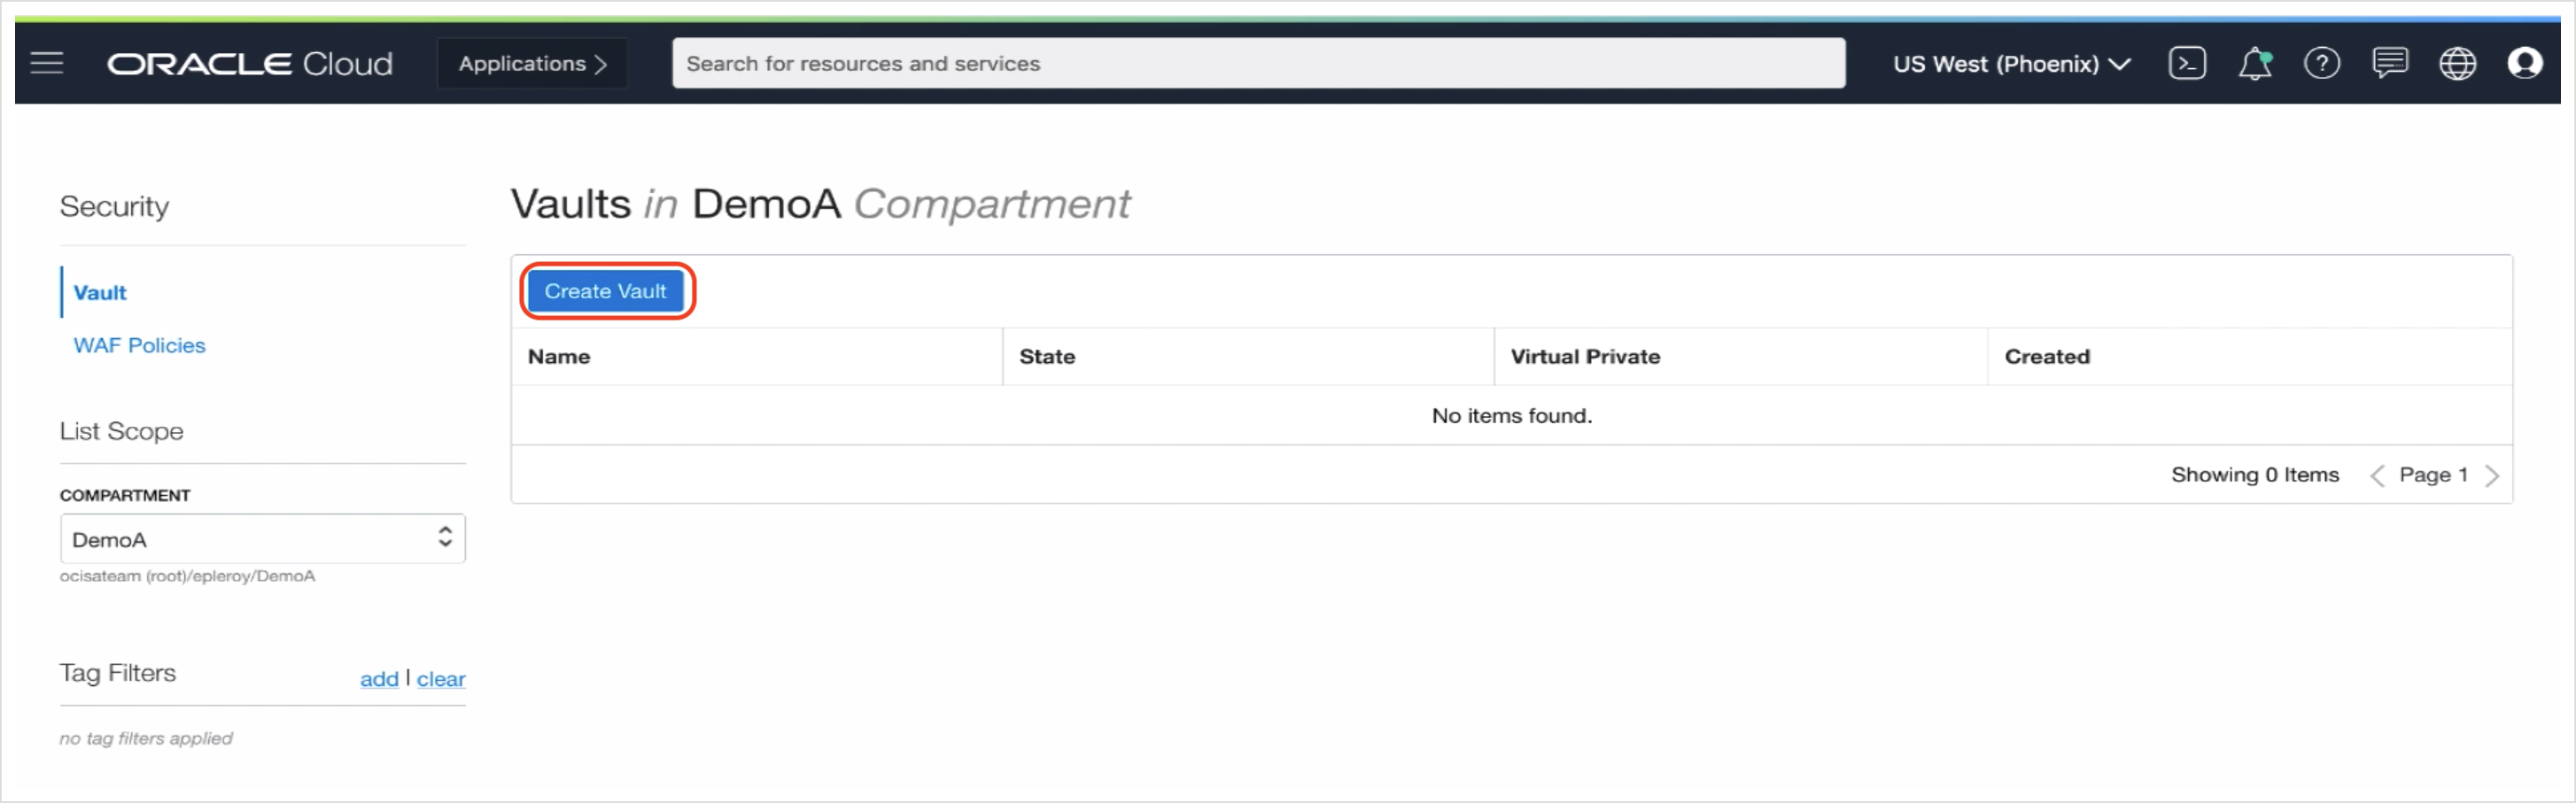 ORACLE Cloud Applications > Search for resources and services US West (Phoenix)
Security
Vault
WAF Policies
List Scope
COMPARTMENT
DemoA
ocisateam (root)/epleroy/DemoA
Tag Filters add | clear
no tag filters applied
Vaults in DemoA Compartment
Create Vault
Name State Virtual Private Created
No items found.
Showing 0 Items < Page 1 >